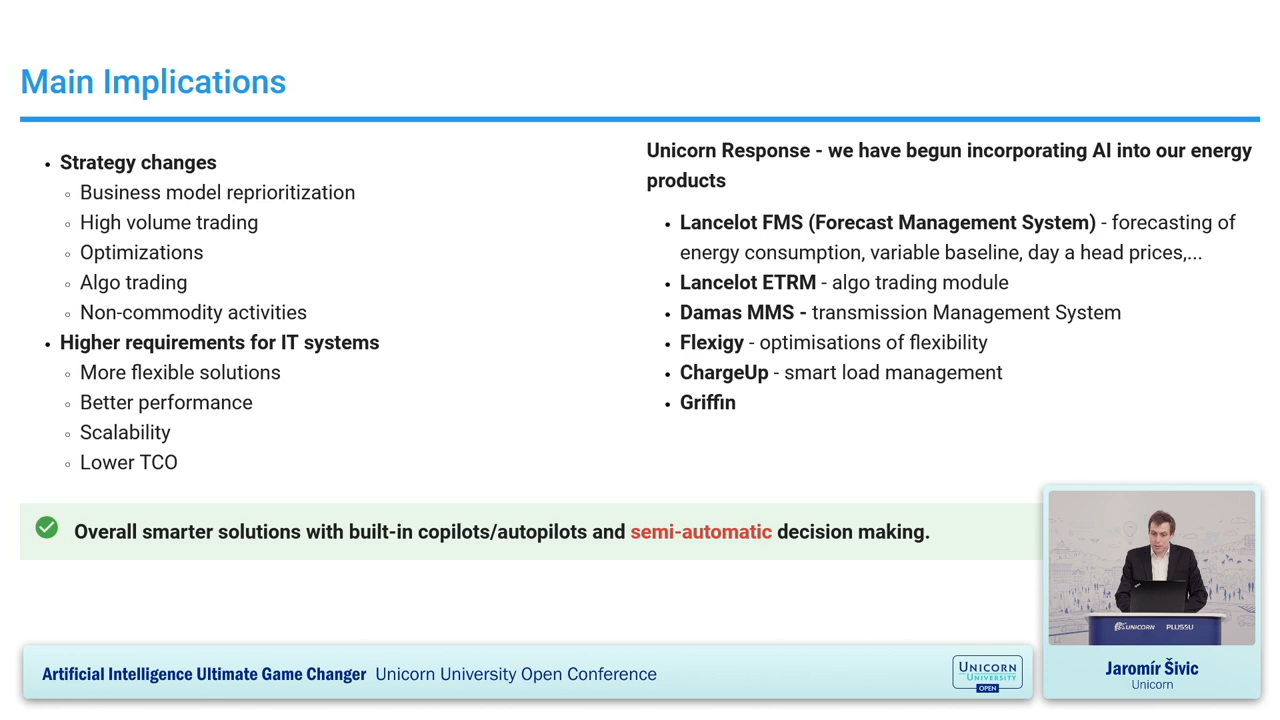 Main Implications
Strategy changes
Business model reprioritization
High volume trading
Optimizations
Algo trading
Non-commodity activities
Higher requirements for IT systems
More flexible solutions
Better performance
Scalability
Lower TCO
Unicorn Response - we have begun incorporating AI into our energy
products
Lancelot FMS (Forecast Management System) - forecasting of
energy consumption, variable baseline, day a head prices,...
Lancelot ETRM - algo trading module
Damas MMS - transmission Management System
Flexigy - optimisations of flexibility
ChargeUp - smart load management
Griffin
Overall smarter solutions with built-in copilots/autopilots and semi-automatic decision making.
UNICORN PLUS5U
Artificial Intelligence Ultimate Game Changer Unicorn University Open Conference
UNICORN
UNIVERSITY
OPEN
Jaromír Šivic
Unicorn